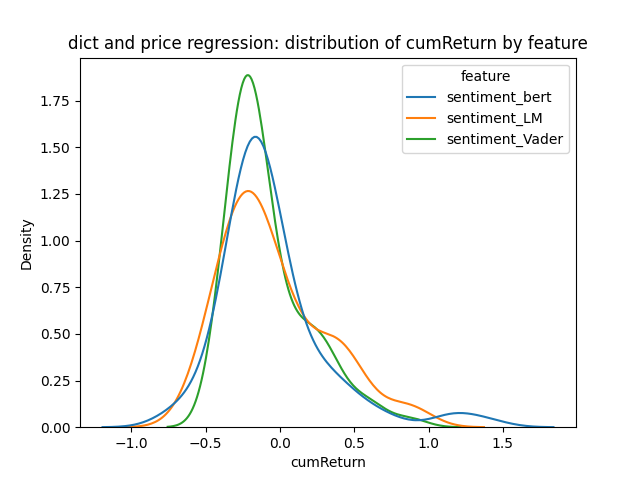 dict and price regression: distribution of cumReturn by feature
feature
sentiment_bert
sentiment_LM
sentiment_Vader
1.75
1.50
1.25
1.00
0.75
0.50
0.25
0.00
Density
−1.0 −0.5 0.0 0.5 1.0 1.5
cumReturn